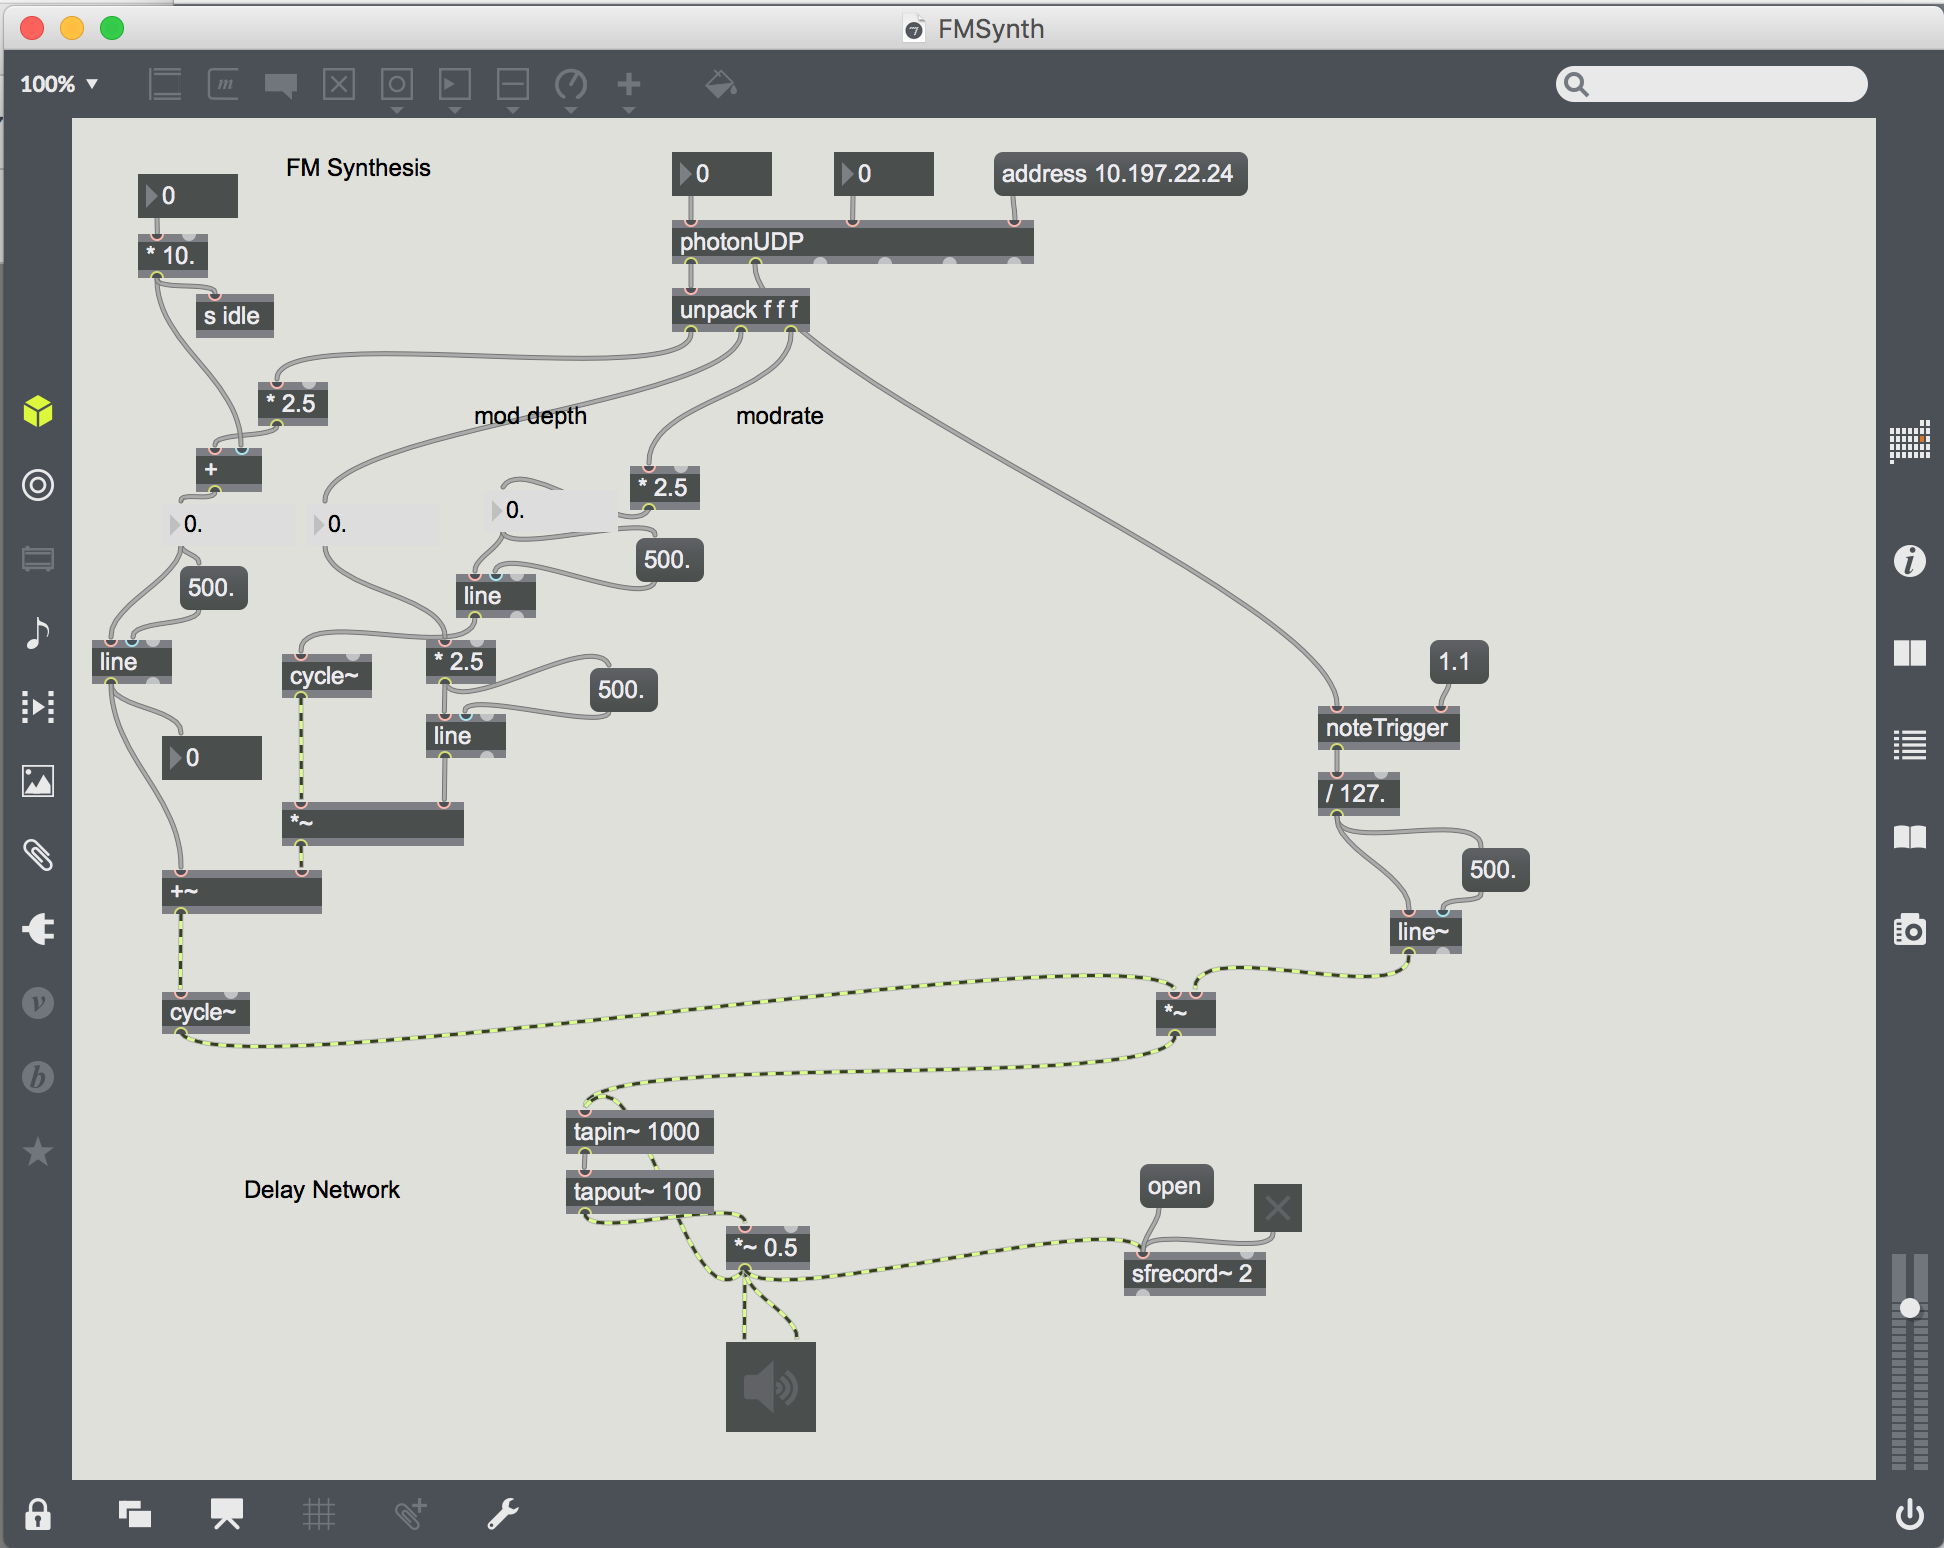 FMSynth
100%
FM Synthesis
0
0
address 10.197.22.24
0
* 10.
photonUDP
s idle
unpack f f f
* 2.5
mod depth
modrate
+
* 2.5
0.
0.
0.
500.
500.
line
line
* 2.5
cycle~
500.
1.1
line
noteTrigger
0
/ 127.
*~
500.
+~
line~
cycle~
*~
tapin~ 1000
Delay Network
tapout~ 100
open
*~ 0.5
sfrecord~ 2